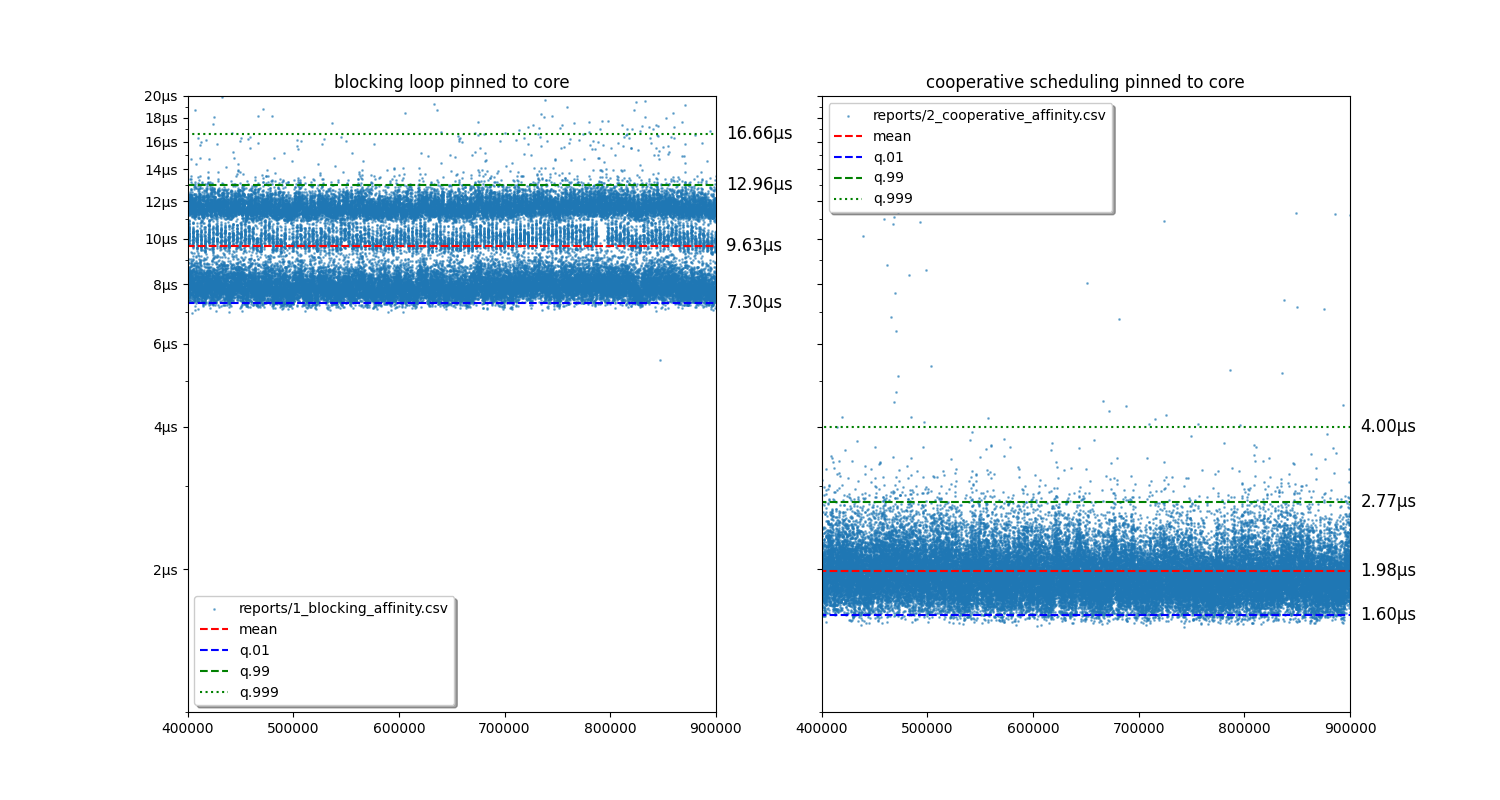 blocking loop pinned to core
20µs
18µs
16µs
14µs
12µs
10µs
8µs
6µs
4µs
2µs
16.66µs
12.96µs
9.63µs
7.30µs
reports/1_blocking_affinity.csv
mean
q.01
q.99
q.999
400000
500000
600000
700000
800000
900000
cooperative scheduling pinned to core
reports/2_cooperative_affinity.csv
mean
q.01
q.99
q.999
4.00µs
2.77µs
1.98µs
1.60µs
400000
500000
600000
700000
800000
900000